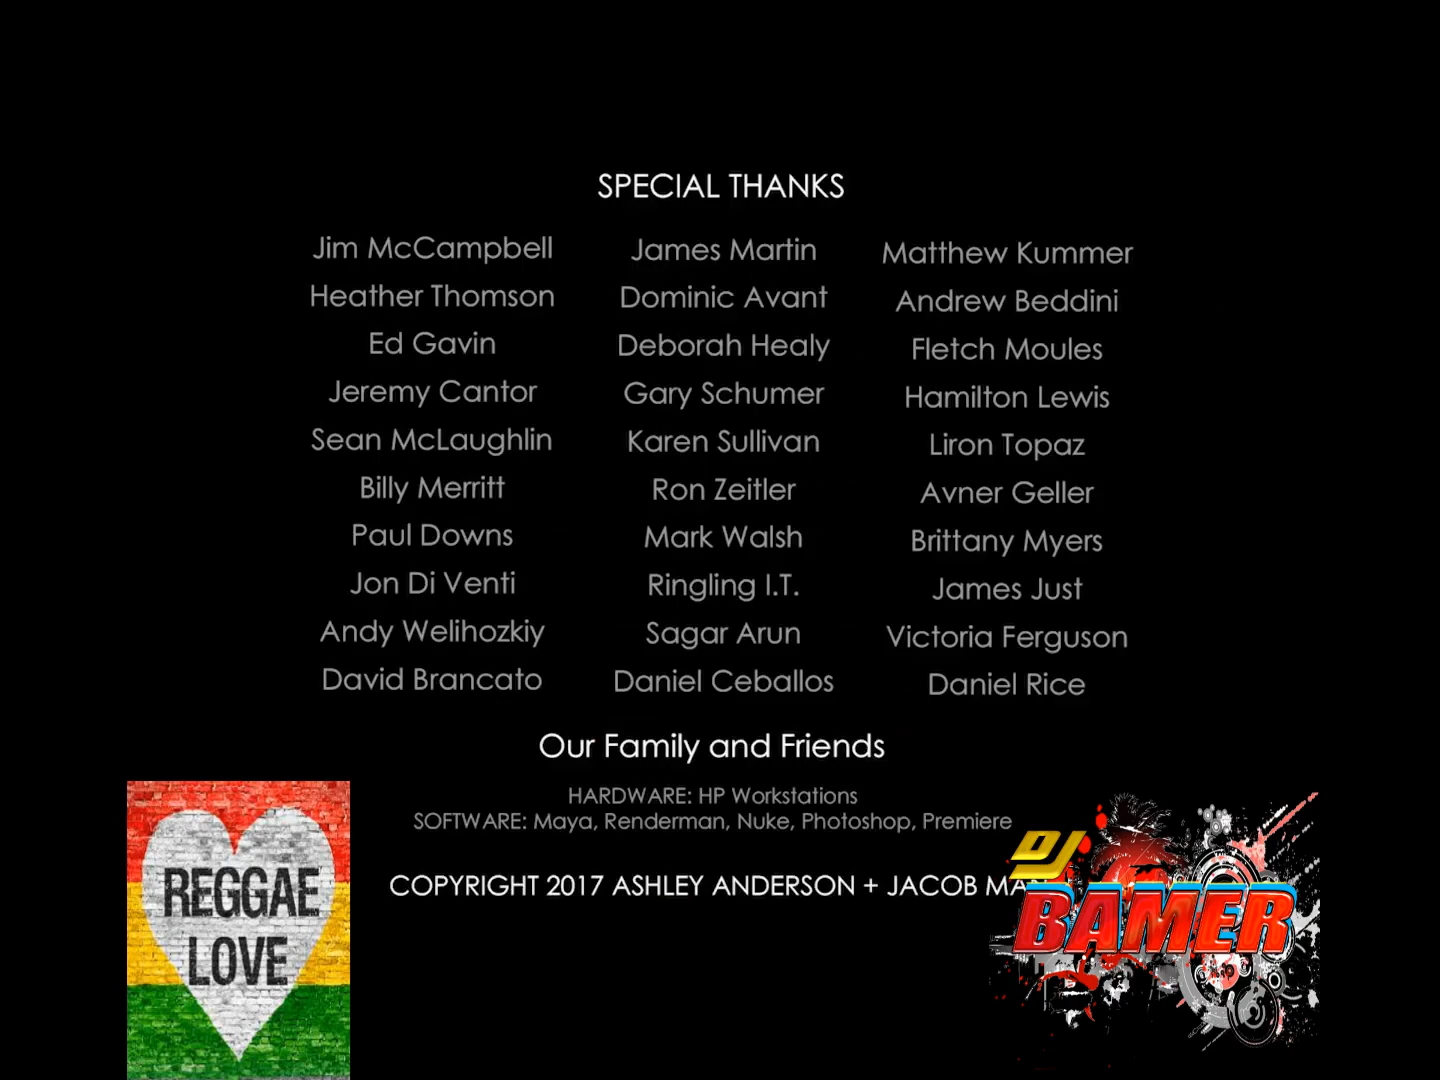 SPECIAL THANKS
Jim McCampbell
Heather Thomson
Ed Gavin
Jeremy Cantor
Sean McLaughlin
Billy Merritt
Paul Downs
Jon Di Venti
Andy Welihozkiy
David Brancato
James Martin
Dominic Avant
Deborah Healy
Gary Schumer
Karen Sullivan
Ron Zeitler
Mark Walsh
Ringling I.T.
Sagar Arun
Daniel Ceballos
Matthew Kummer
Andrew Beddini
Fletch Moules
Hamilton Lewis
Liron Topaz
Avner Geller
Brittany Myers
James Just
Victoria Ferguson
Daniel Rice
Our Family and Friends
HARDWARE: HP Workstations
SOFTWARE: Maya, Renderman, Nuke, Photoshop, Premiere
COPYRIGHT 2017 ASHLEY ANDERSON + JACOB
REGGAE
LOVE
DJ
BAMER